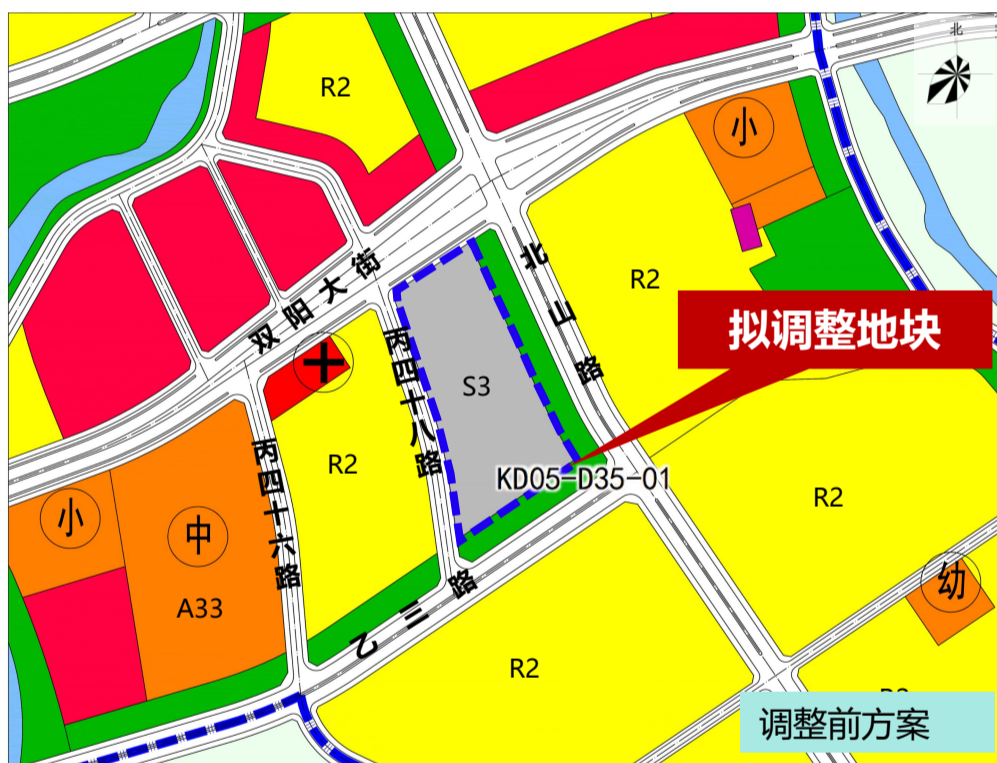 北
R2
小
双阳大街
北山路
R2
拟调整地块
丙四十八路
S3
KD05-D35-01
R2
丙四十六路
R2
小
中
A33
乙三路
幼
R2
调整前方案